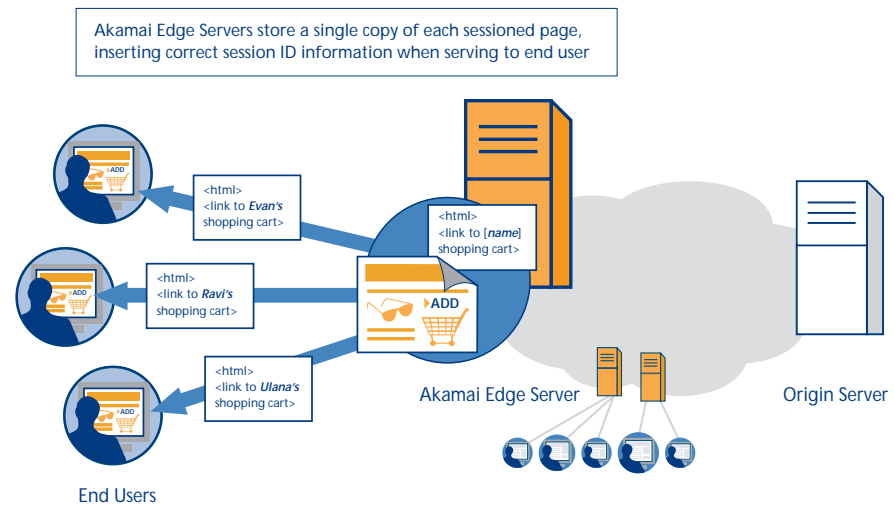 Akamai Edge Servers store a single copy of each sessioned page,
inserting correct session ID information when serving to end user
ADD
<html>
<link to Evan's
shopping cart>
<html>
<link to [name]
shopping cart>
ADD
<html>
<link to Ravi's
shopping cart>
ADD
<html>
<link to Ulana's
shopping cart>
ADD
Akamai Edge Server
Origin Server
End Users